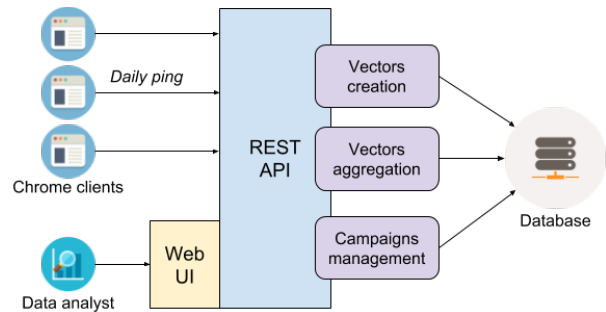 Daily ping
Chrome clients
Data analyst
Web
UI
REST
API
Vectors
creation
Vectors
aggregation
Campaigns
management
Database